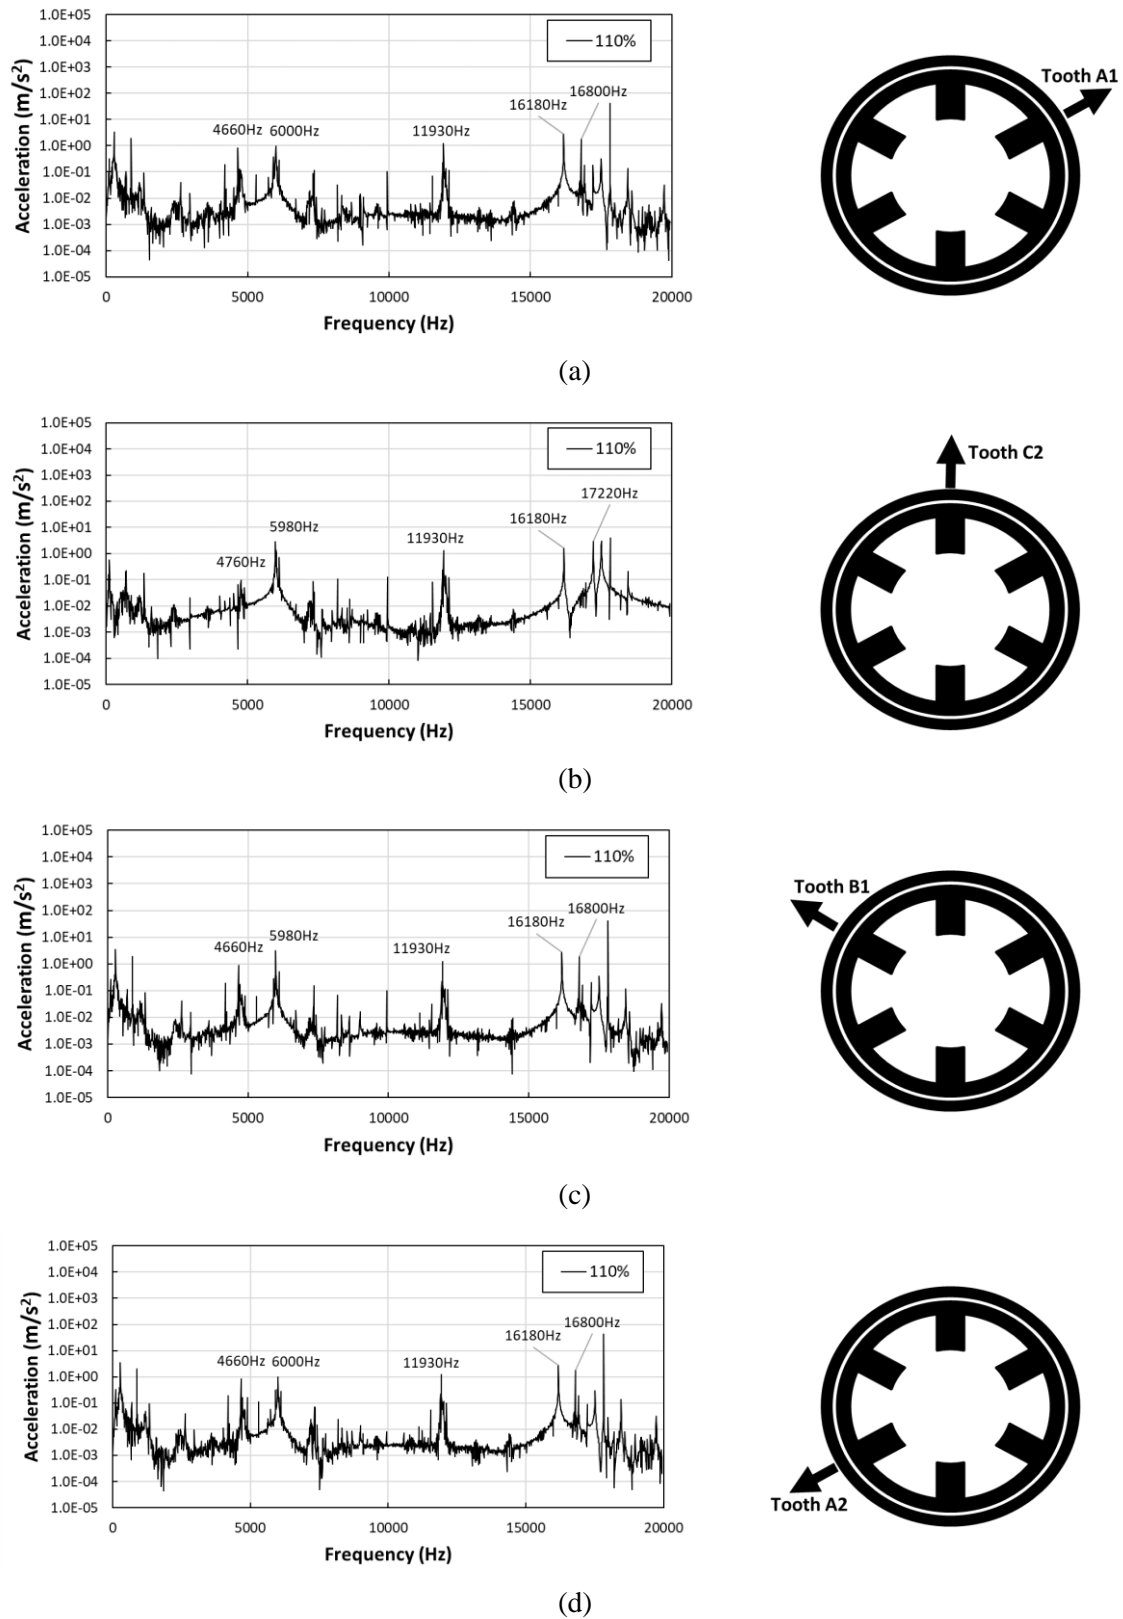 1.0E+05
1.0E+04
1.0E+03
1.0E+02
1.0E+01
1.0E+00
1.0E-01
1.0E-02
1.0E-03
1.0E-04
1.0E-05
Acceleration (m/s²)
110%
4660Hz
6000Hz
11930Hz
16180Hz
16800Hz
0
5000
10000
15000
20000
Frequency (Hz)
Tooth A1
(a)
1.0E+05
1.0E+04
1.0E+03
1.0E+02
1.0E+01
1.0E+00
1.0E-01
1.0E-02
1.0E-03
1.0E-04
1.0E-05
Acceleration (m/s²)
110%
4760Hz
5980Hz
11930Hz
16180Hz
17220Hz
0
5000
10000
15000
20000
Frequency (Hz)
Tooth C2
(b)
1.0E+05
1.0E+04
1.0E+03
1.0E+02
1.0E+01
1.0E+00
1.0E-01
1.0E-02
1.0E-03
1.0E-04
1.0E-05
Acceleration (m/s²)
110%
4660Hz
5980Hz
11930Hz
16180Hz
16800Hz
0
5000
10000
15000
20000
Frequency (Hz)
Tooth B1
(c)
1.0E+05
1.0E+04
1.0E+03
1.0E+02
1.0E+01
1.0E+00
1.0E-01
1.0E-02
1.0E-03
1.0E-04
1.0E-05
Acceleration (m/s²)
110%
4660Hz
6000Hz
11930Hz
16180Hz
16800Hz
0
5000
10000
15000
20000
Frequency (Hz)
Tooth A2
(d)